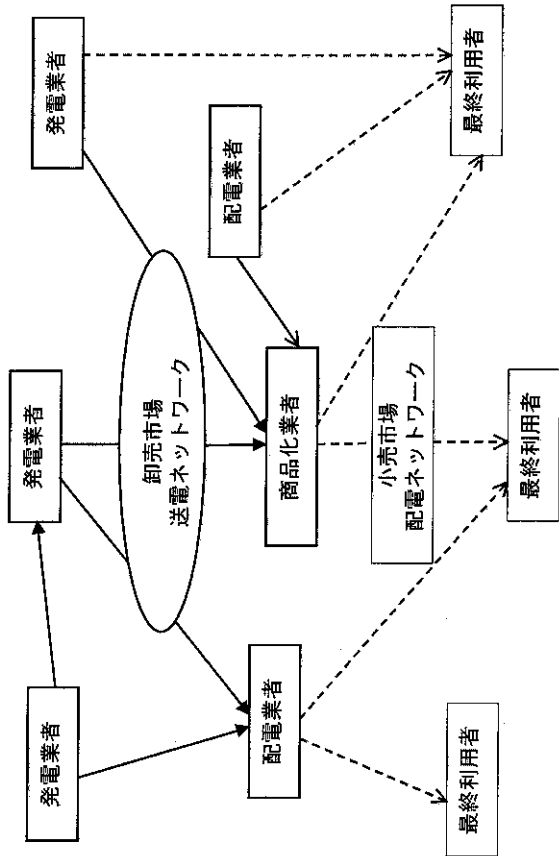 発電業者
発電業者
発電業者
卸売市場
送電ネットワーク
配電業者
配電業者
商品化業者
小売市場
配電ネットワーク
最終利用者
最終利用者
最終利用者